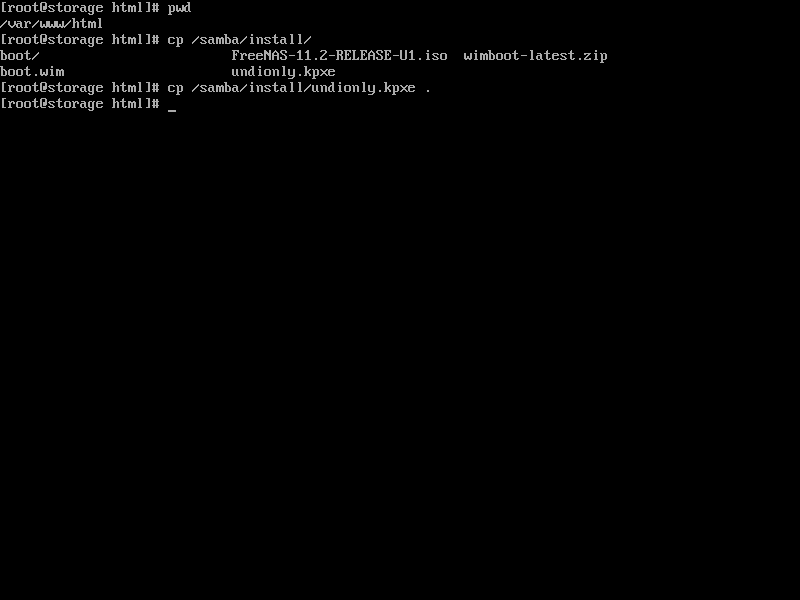 [root@storage html]# pwd
/var/www/html
[root@storage html]# cp /samba/install/
boot/                        FreeNAS-11.2-RELEASE-U1.iso  wimboot-latest.zip
boot.wim                     undionly.kpxe
[root@storage html]# cp /samba/install/undionly.kpxe .
[root@storage html]# _